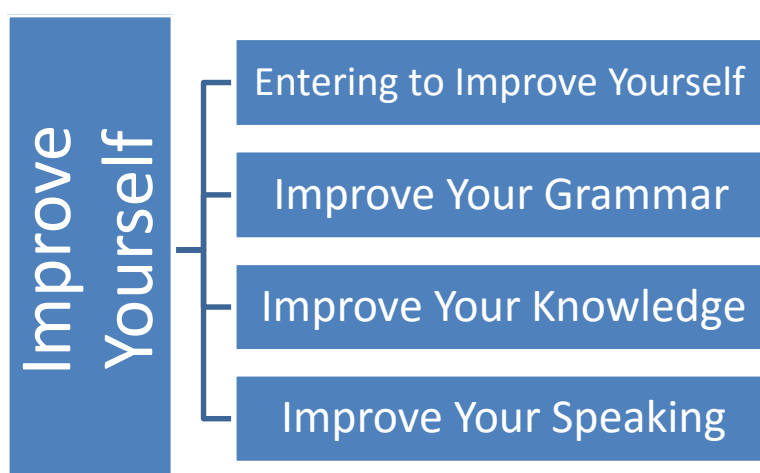 Improve
Yourself
Entering to Improve Yourself
Improve Your Grammar
Improve Your Knowledge
Improve Your Speaking